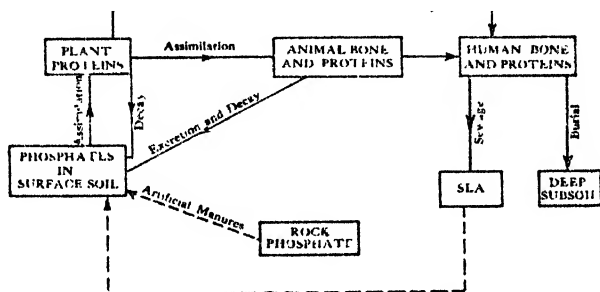 PLANT
PROTEINS
Assimilation
ANIMAL BONE
AND PROTEINS
HUMAN BONE
AND PROTEINS
Assimilation
Decay
Excretion and Decay
Sewage
Burial
PHOSPHATES
IN
SURFACE SOIL
Artificial Manures
ROCK
PHOSPHATE
SEA
DEEP
SUBSOIL